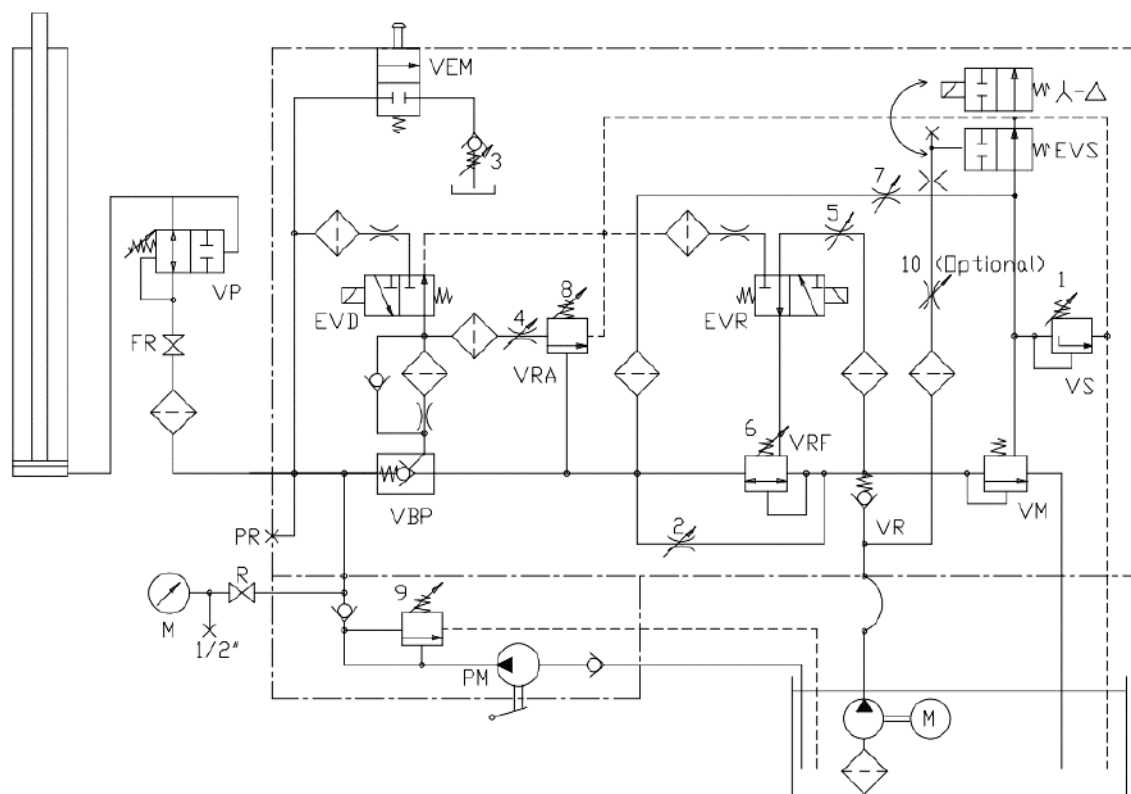 VEM
⅄-Δ
EVS
3
7
5
10 (Optional)
1
VP
EVD
4
8
EVR
FR
VRA
VS
6
VRF
VBP
VR
VM
PR
2
R
9
M
1/2"
PM
M